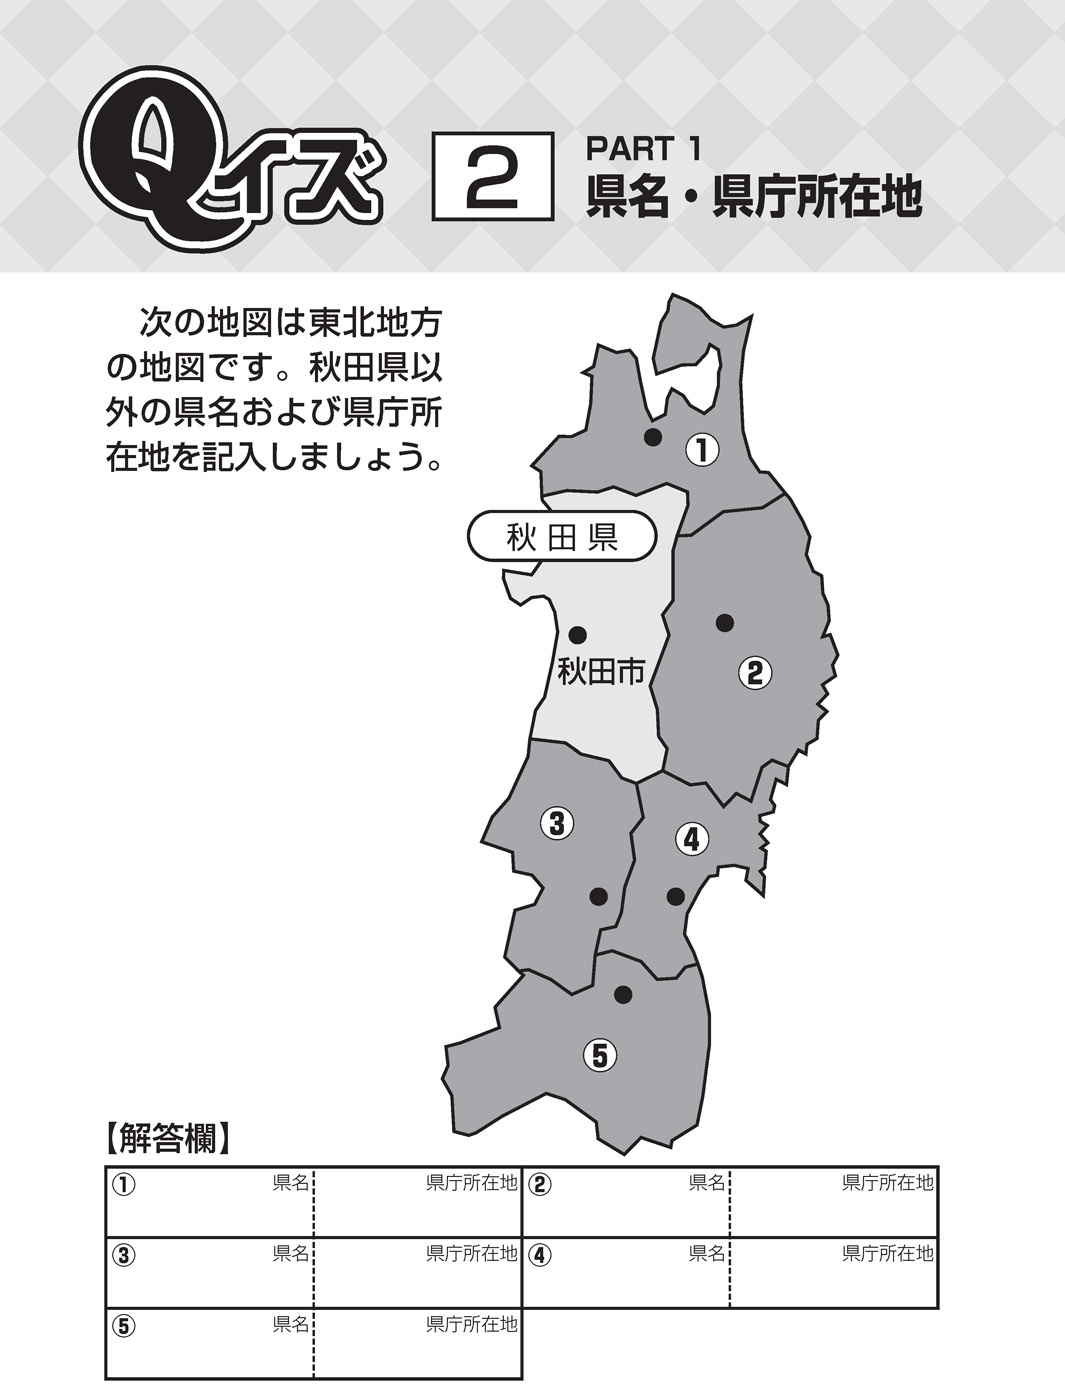 Qイズ
2
PART 1
県名・県庁所在地
次の地図は東北地方
の地図です。秋田県以
外の県名および県庁所
在地を記入しましょう。
①
秋田県
秋田市
②
③
④
⑤
【解答欄】
① 県名 県庁所在地 ② 県名 県庁所在地
③ 県名 県庁所在地 ④ 県名 県庁所在地
⑤ 県名 県庁所在地